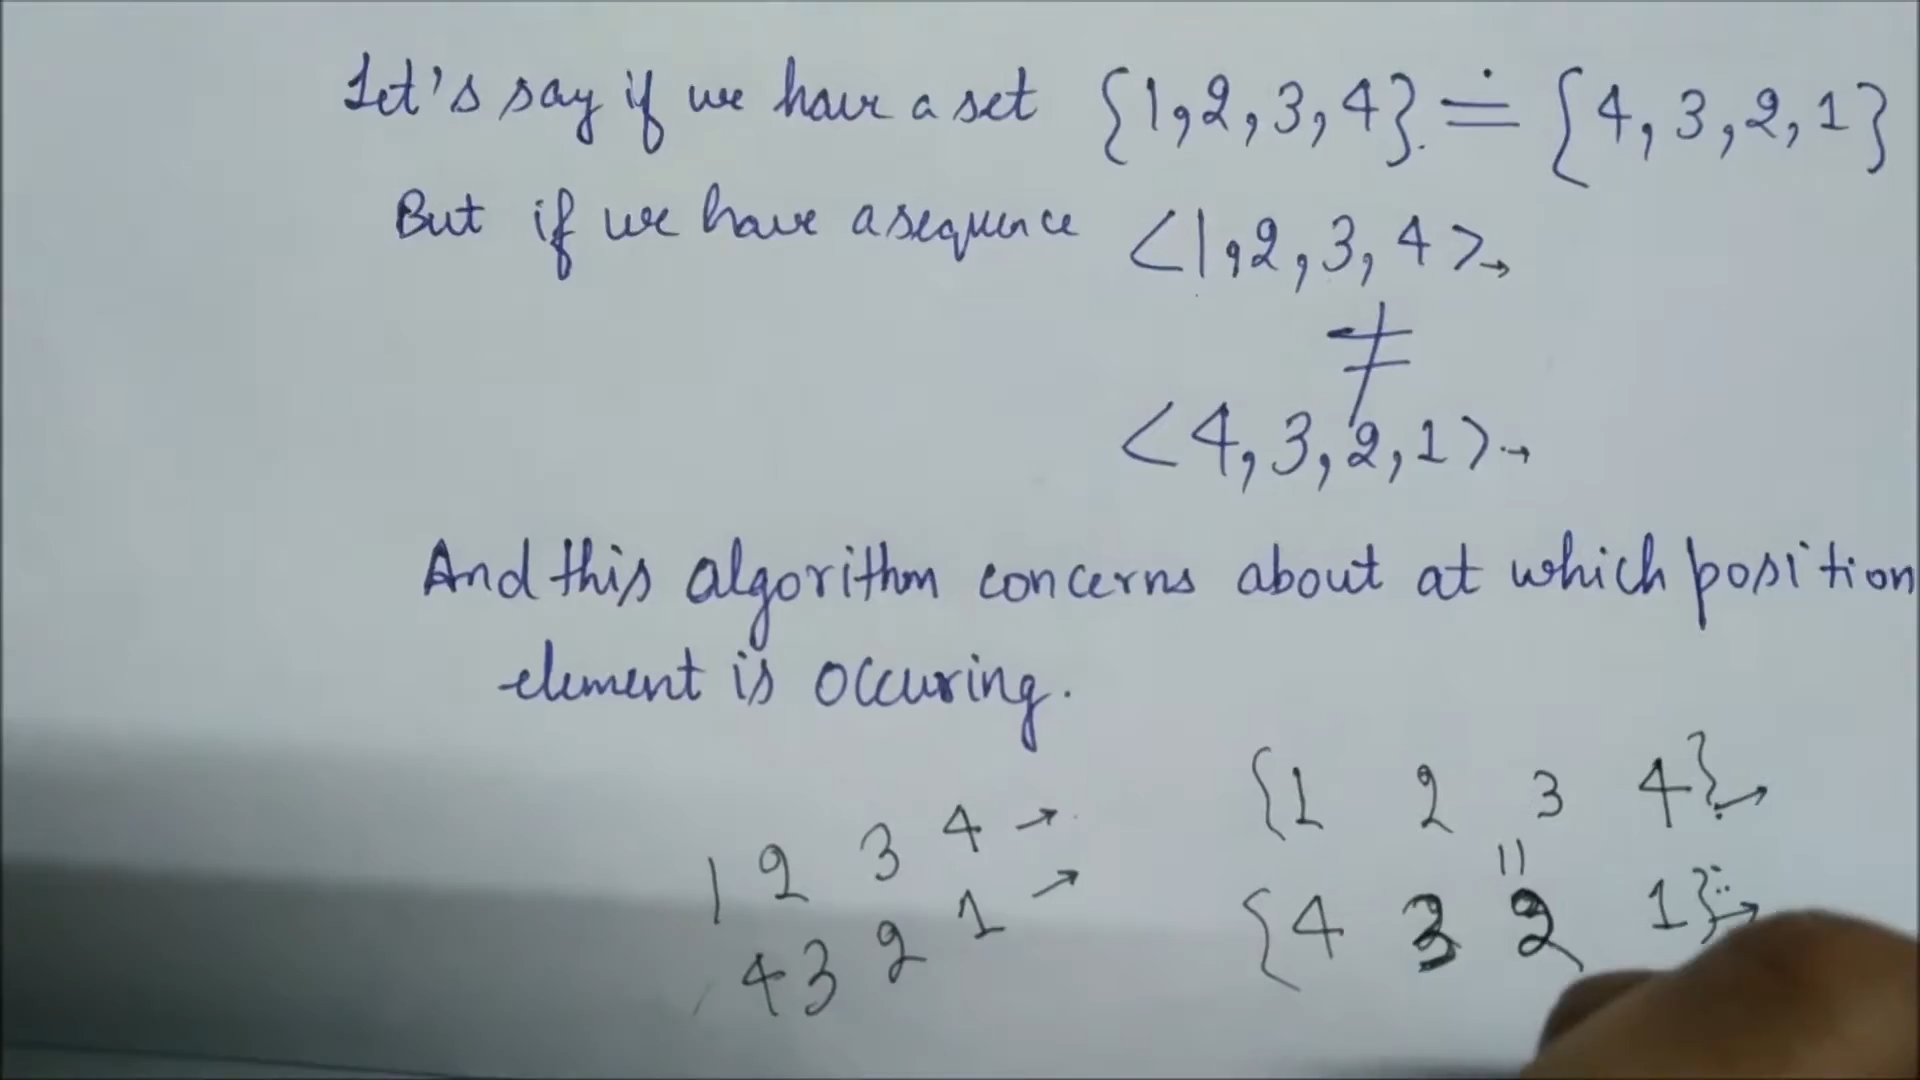 Let's say if we have a set {1,2,3,4}. = {4,3,2,1}
But if we have a sequence <1,2,3,4>→
≠
<4,3,2,1>→
And this algorithm concerns about at which position
element is occuring.
1 2 3 4 →
4 3 2 1 →
{1 2 3 4}→
||
{4 3 2 1}→